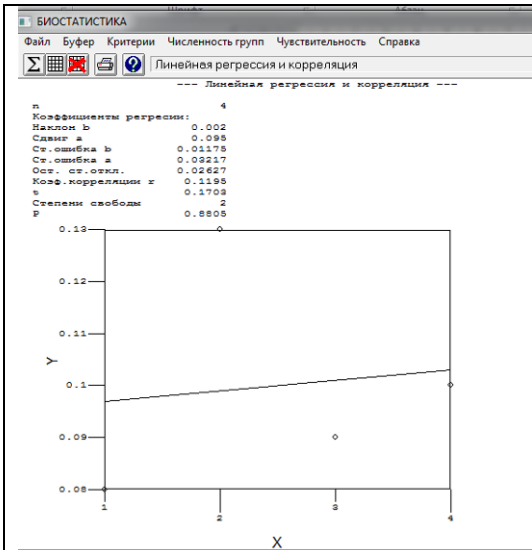 БИОСТАТИСТИКА
Файл Буфер Критерии Численность групп Чувствительность Справка
Линейная регрессия и корреляция
--- Линейная регрессия и корреляция ---
n 4
Коэффициенты регресии:
Наклон b 0.002
Сдвиг a 0.095
Ст.ошибка b 0.01175
Ст.ошибка a 0.03217
Ост. ст.откл. 0.02627
Коэф.корреляции r 0.1195
t 0.1703
Степени свободы 2
P 0.8805
0.13
0.12
0.11
Y
0.1
0.09
0.08
1 2 3 4
X